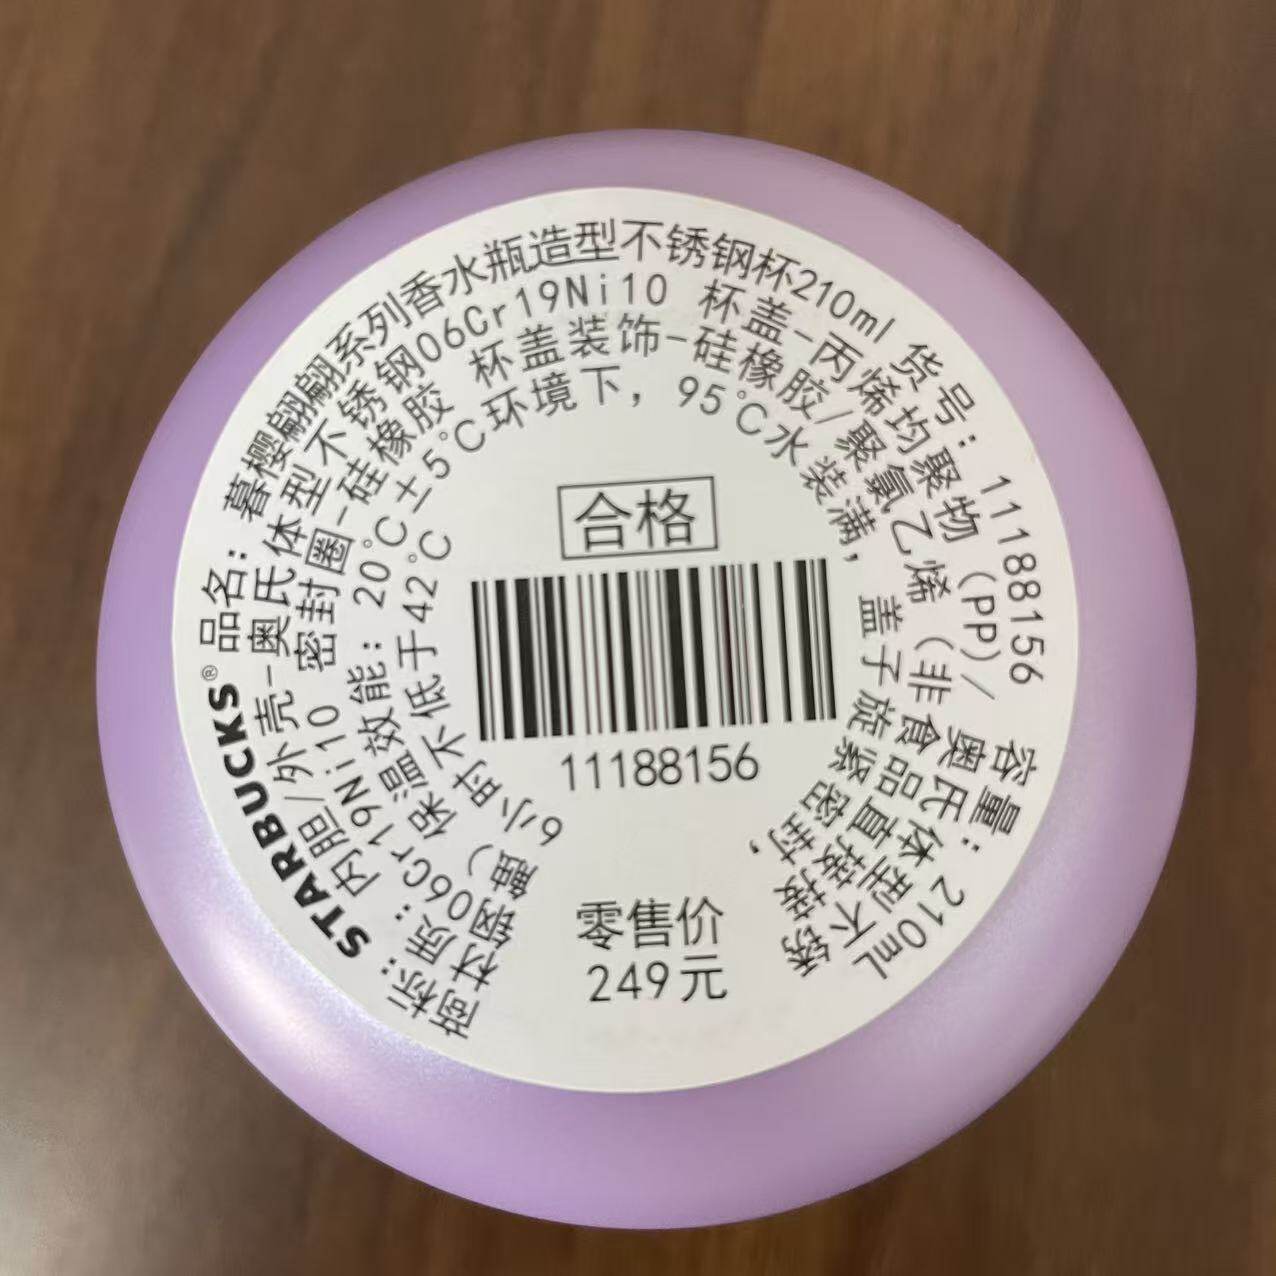 商标：STARBUCKS® 品名：暮樱翩翩系列香水瓶造型不锈钢杯210ml 货号：11188156 容量：210mL
材质：内胆/外壳-奥氏体型不锈钢06Cr19Ni10 杯盖-丙烯均聚物（PP）/奥氏体型不锈
钢06Cr19Ni10 密封圈-硅橡胶 杯盖装饰-硅橡胶/聚氯乙烯（非食品直接接
触） 保温效能：20℃±5℃环境下，95℃水装满，盖子旋紧密封，
6小时不低于42℃
合格
11188156
零售价
249元